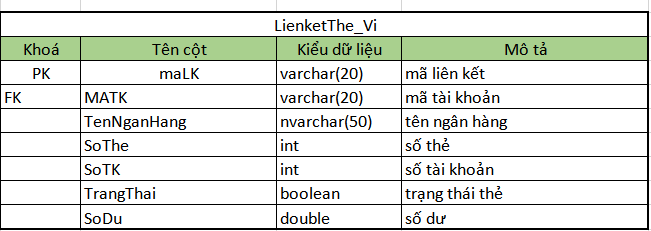 LienketThe_Vi
Khoá Tên cột Kiểu dữ liệu Mô tả
PK maLK varchar(20) mã liên kết
FK MATK varchar(20) mã tài khoản
TenNganHang nvarchar(50) tên ngân hàng
SoThe int số thẻ
SoTK int số tài khoản
TrangThai boolean trạng thái thẻ
SoDu double số dư